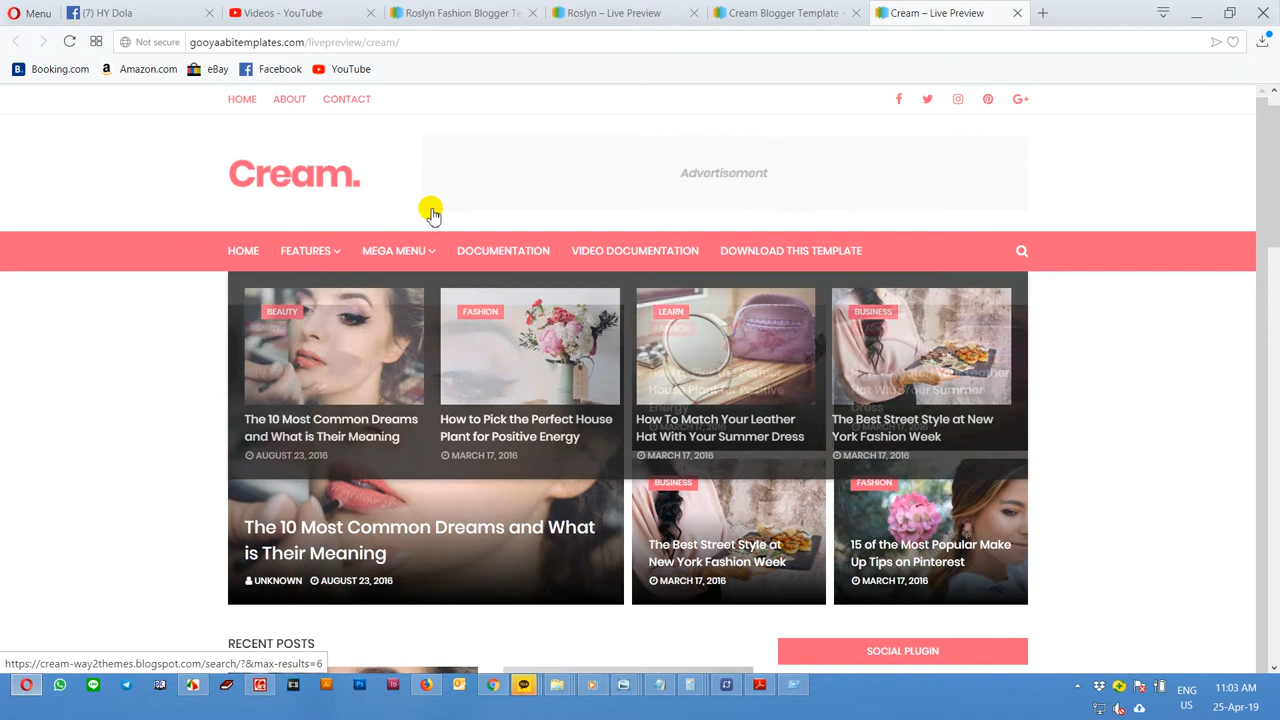 Menu
(7) HY Dola
Videos - YouTube
Roslyn Fashion Blogger Te
Roslyn – Live Preview
Cream Blogger Template -
Cream – Live Preview
Not secure
gooyaabitemplates.com/livepreview/cream/
Booking.com
Amazon.com
eBay
Facebook
YouTube
HOME ABOUT CONTACT
Cream.
Advertisement
HOME FEATURES MEGA MENU DOCUMENTATION VIDEO DOCUMENTATION DOWNLOAD THIS TEMPLATE
BEAUTY
The 10 Most Common Dreams
and What is Their Meaning
AUGUST 23, 2016
FASHION
How to Pick the Perfect House
Plant for Positive Energy
MARCH 17, 2016
LEARN
How To Match Your Leather
Hat With Your Summer Dress
MARCH 17, 2016
BUSINESS
The Best Street Style at New
York Fashion Week
MARCH 17, 2016
The 10 Most Common Dreams and What
is Their Meaning
UNKNOWN AUGUST 23, 2016
BUSINESS
The Best Street Style at
New York Fashion Week
MARCH 17, 2016
FASHION
15 of the Most Popular Make
Up Tips on Pinterest
MARCH 17, 2016
RECENT POSTS
SOCIAL PLUGIN
https://cream-way2themes.blogspot.com/search/?&max-results=6
ENG
US
11:03 AM
25-Apr-19